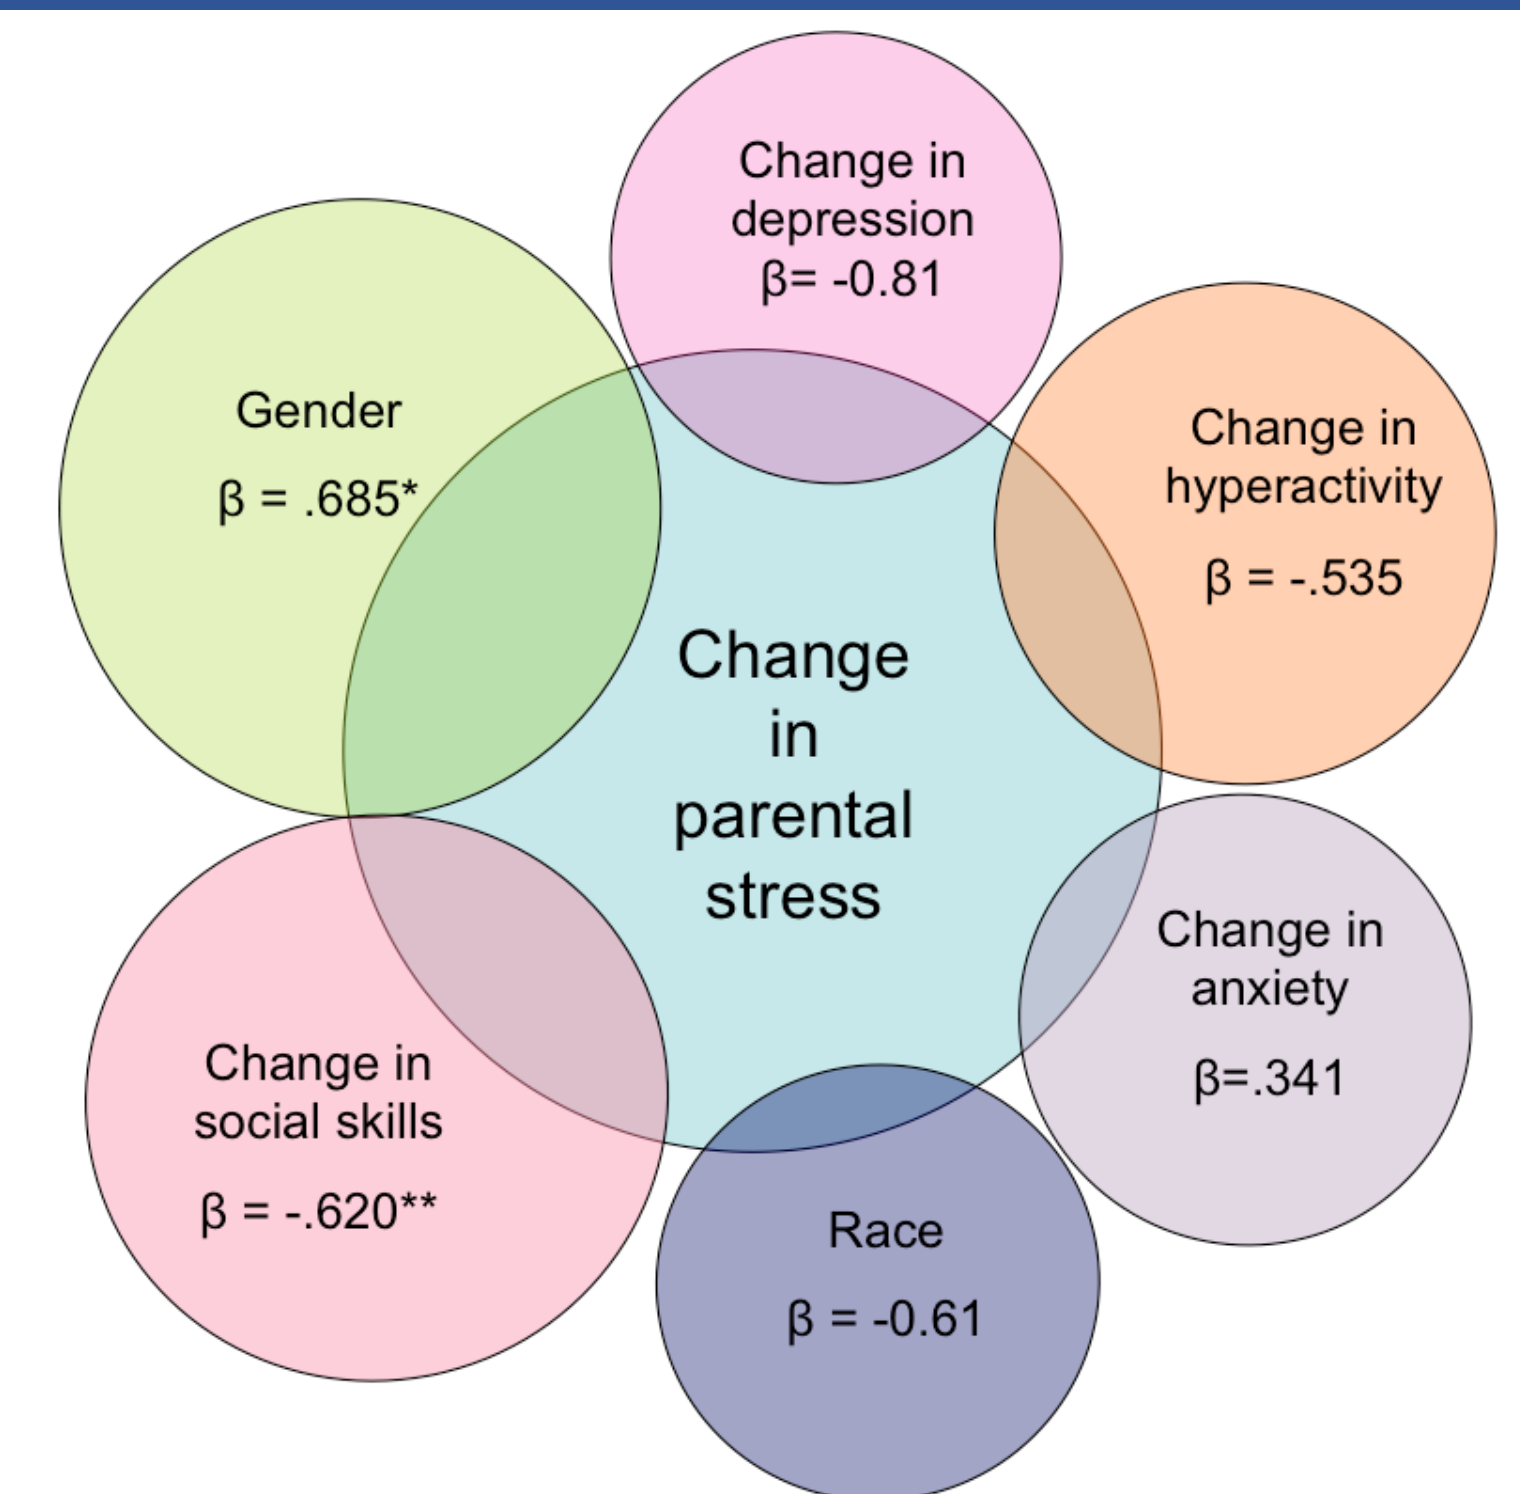 Change in
depression
β= -0.81
Gender
β = .685*
Change in
hyperactivity
β = -.535
Change
in
parental
stress
Change in
anxiety
β=.341
Change in
social skills
β = -.620**
Race
β = -0.61